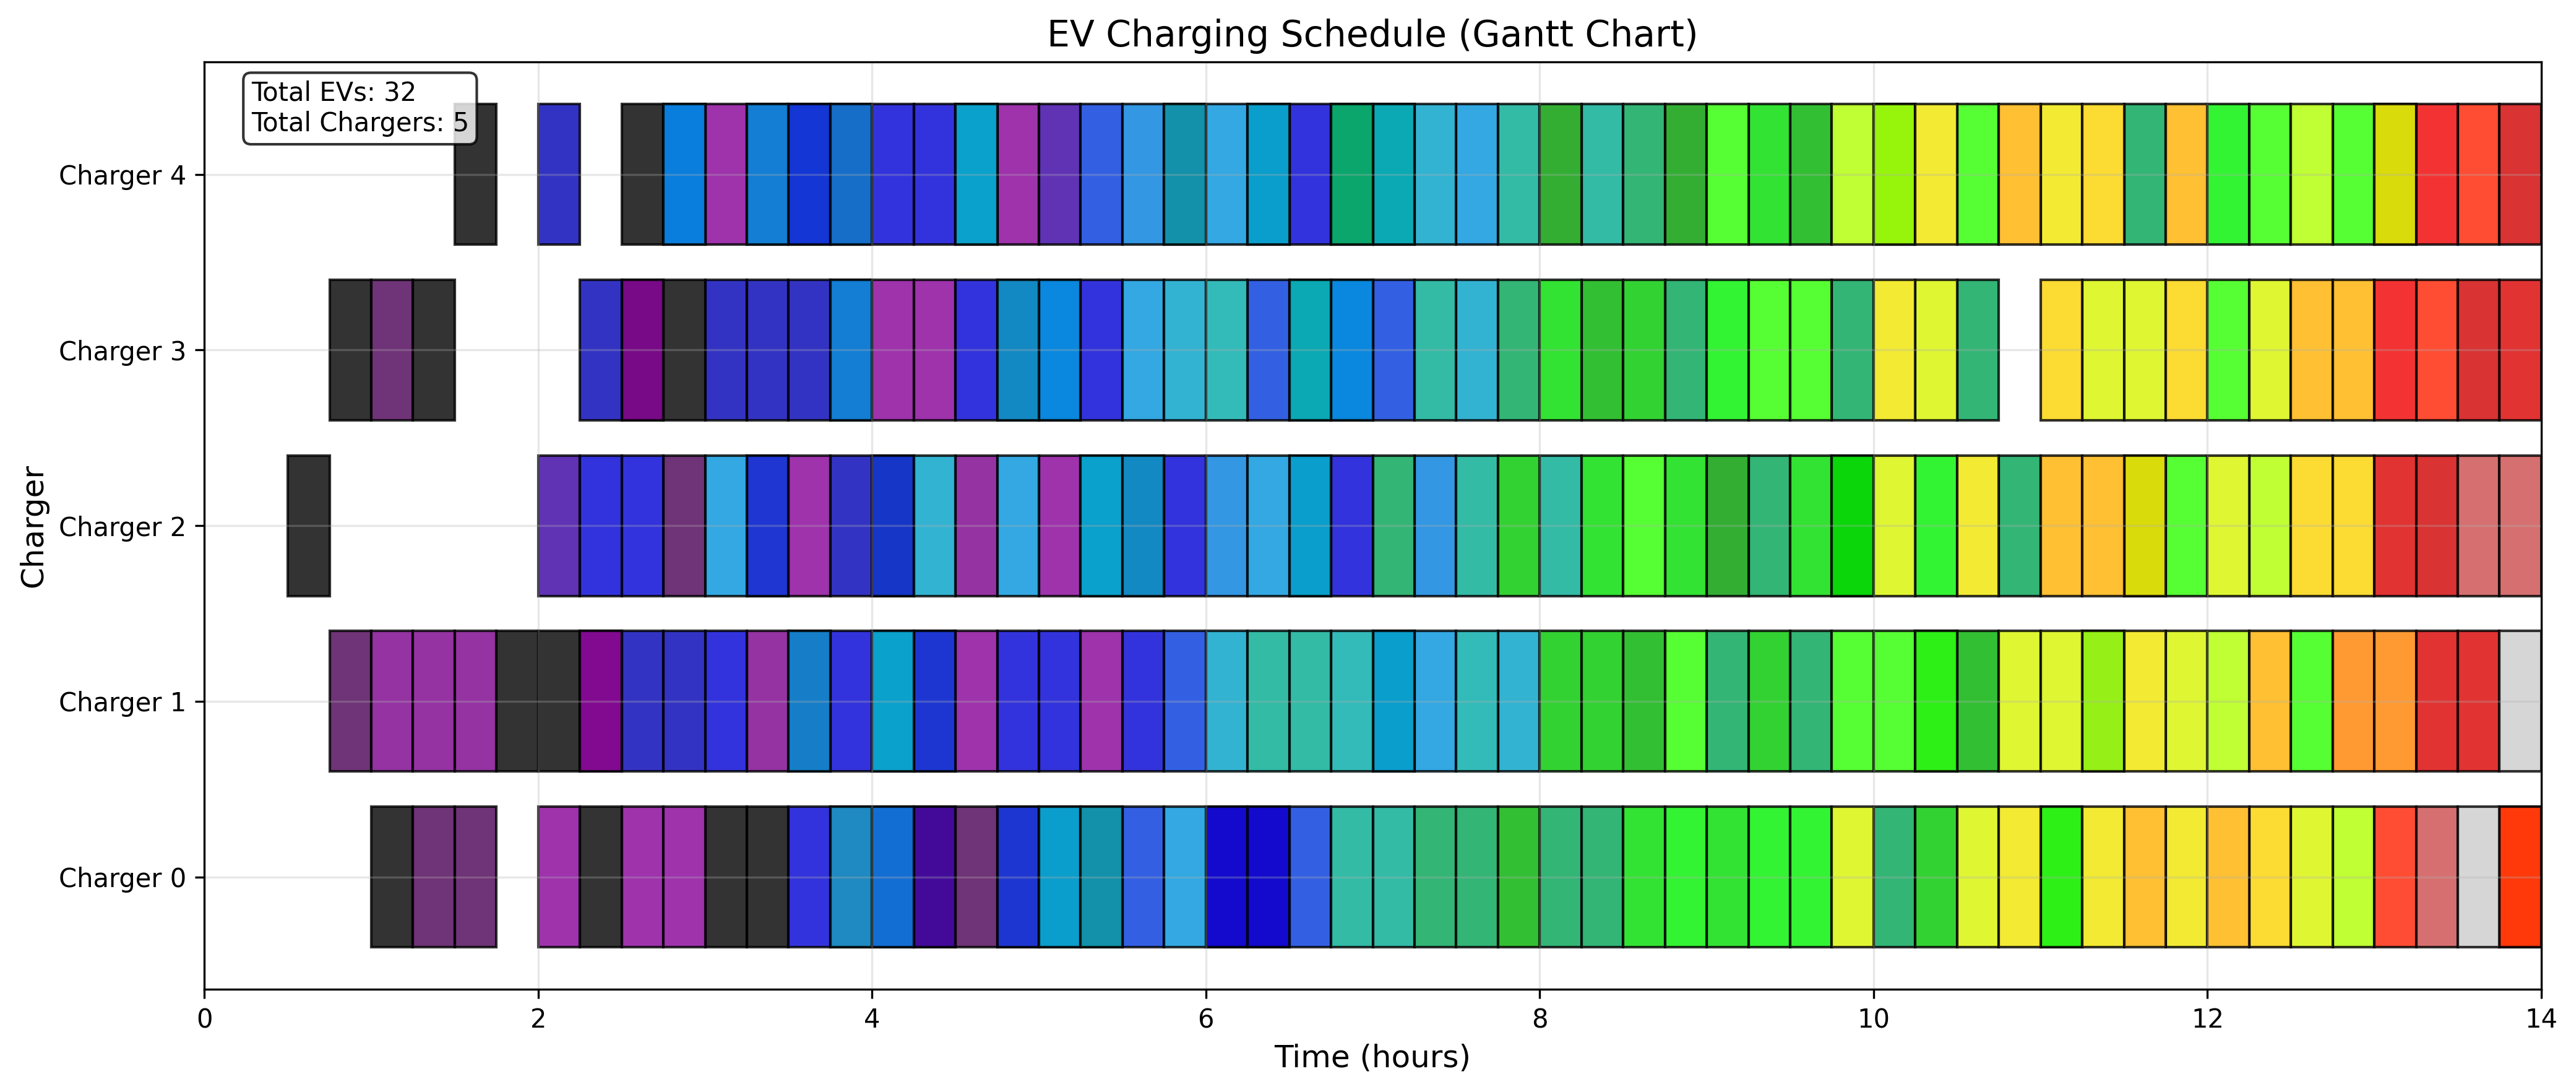 EV Charging Schedule (Gantt Chart)
Total EVs: 32
Total Chargers: 5
Charger
Charger 4
Charger 3
Charger 2
Charger 1
Charger 0
0 2 4 6 8 10 12 14
Time (hours)